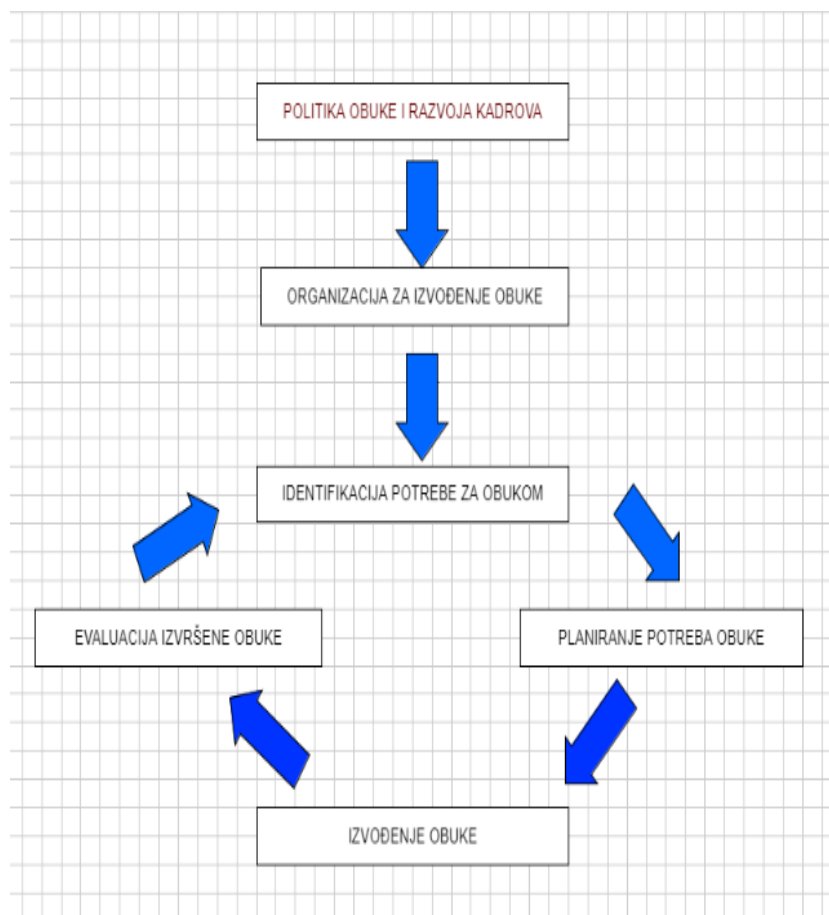 POLITIKA OBUKE I RAZVOJA KADROVA
ORGANIZACIJA ZA IZVOĐENJE OBUKE
IDENTIFIKACIJA POTREBE ZA OBUKOM
EVALUACIJA IZVRŠENE OBUKE
PLANIRANJE POTREBA OBUKE
IZVOĐENJE OBUKE